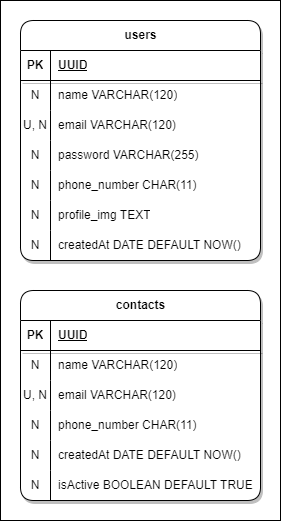 users
PK UUID
N name VARCHAR(120)
U, N email VARCHAR(120)
N password VARCHAR(255)
N phone_number CHAR(11)
N profile_img TEXT
N createdAt DATE DEFAULT NOW()
contacts
PK UUID
N name VARCHAR(120)
U, N email VARCHAR(120)
N phone_number CHAR(11)
N createdAt DATE DEFAULT NOW()
N isActive BOOLEAN DEFAULT TRUE